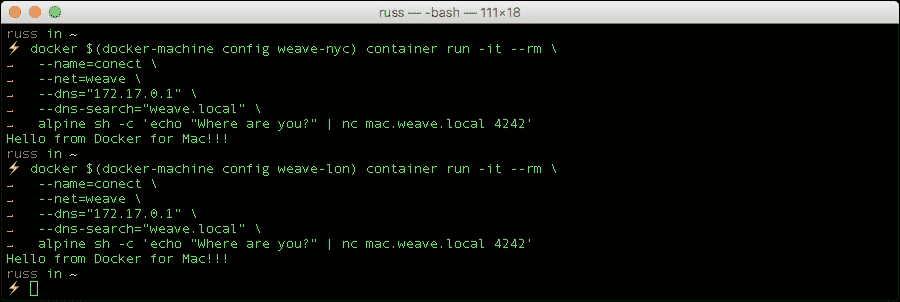 russ — -bash — 111×18
russ in ~
⚡ docker $(docker-machine config weave-nyc) container run -it --rm \
→ --name=conect \
→ --net=weave \
→ --dns="172.17.0.1" \
→ --dns-search="weave.local" \
→ alpine sh -c 'echo "Where are you?" | nc mac.weave.local 4242'
Hello from Docker for Mac!!!
russ in ~
⚡ docker $(docker-machine config weave-lon) container run -it --rm \
→ --name=conect \
→ --net=weave \
→ --dns="172.17.0.1" \
→ --dns-search="weave.local" \
→ alpine sh -c 'echo "Where are you?" | nc mac.weave.local 4242'
Hello from Docker for Mac!!!
russ in ~
⚡